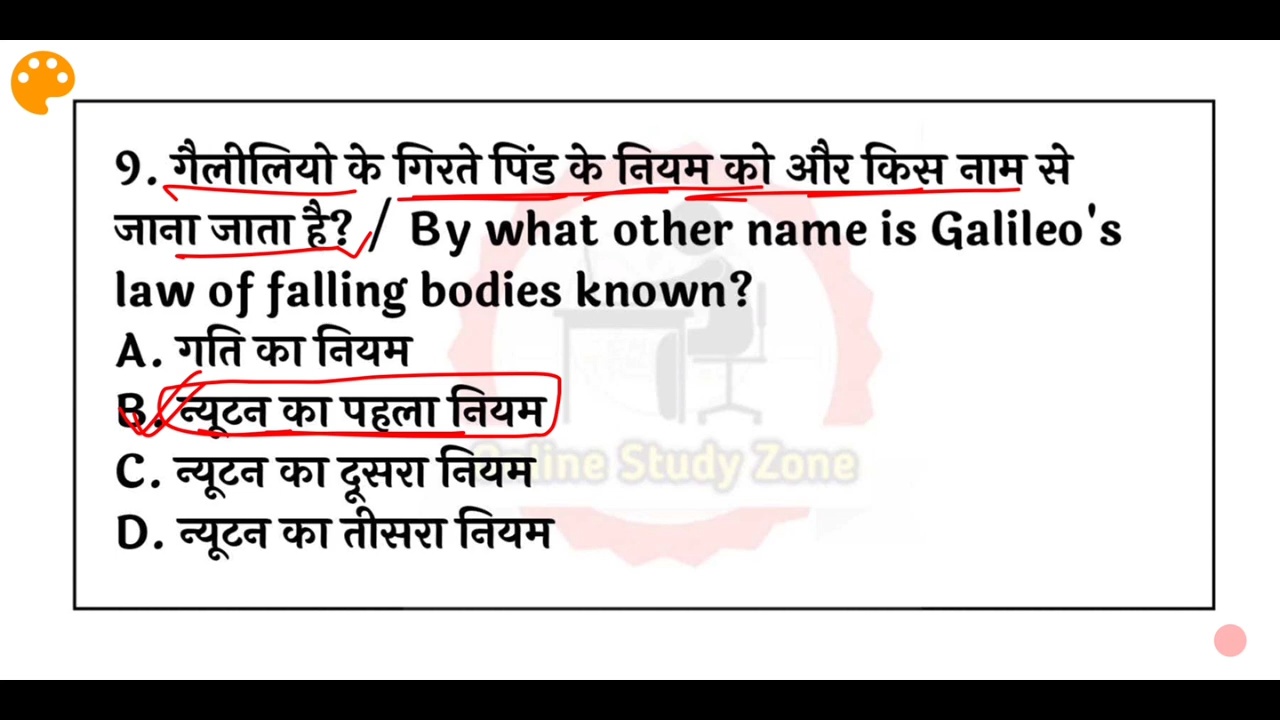 9. गैलीलियो के गिरते पिंड के नियम को और किस नाम से
जाना जाता है? / By what other name is Galileo's
law of falling bodies known?
A. गति का नियम
B. न्यूटन का पहला नियम
C. न्यूटन का दूसरा नियम
D. न्यूटन का तीसरा नियम
Online Study Zone